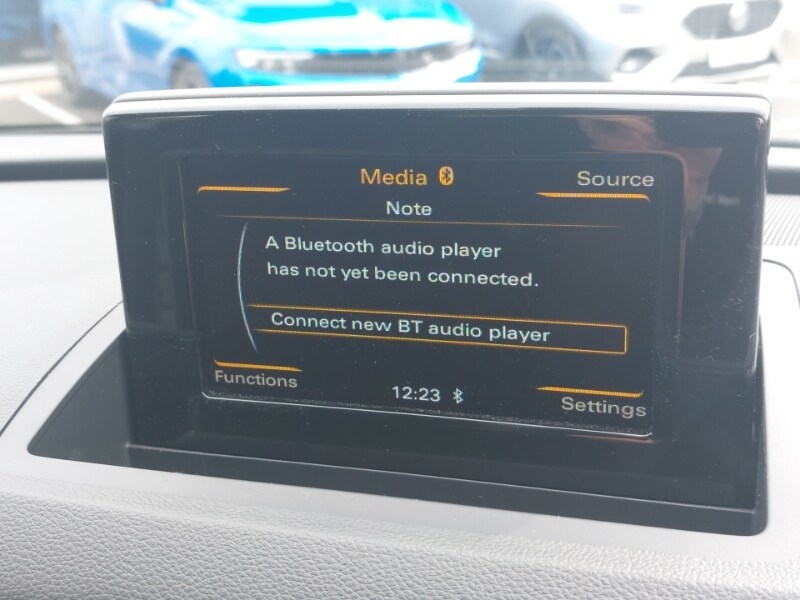 Media
Source
Note
A Bluetooth audio player
has not yet been connected.
Connect new BT audio player
Functions
12:23
Settings